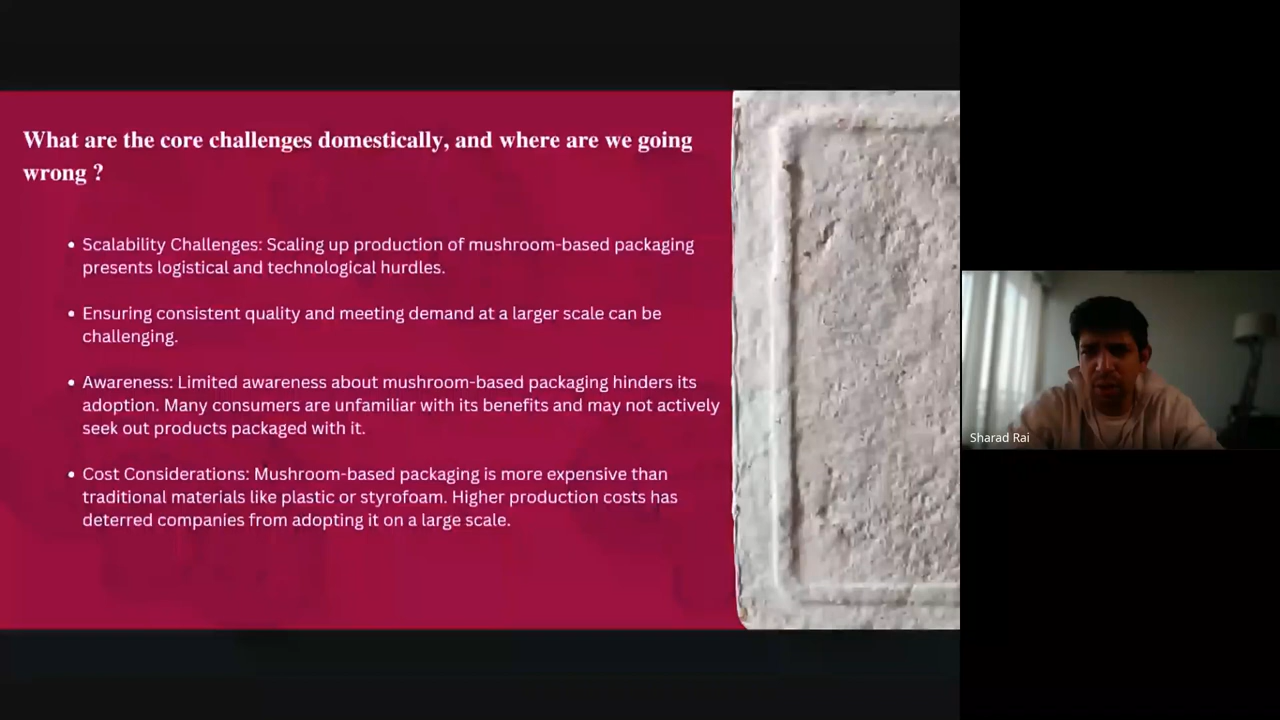 What are the core challenges domestically, and where are we going
wrong ?
• Scalability Challenges: Scaling up production of mushroom-based packaging
presents logistical and technological hurdles.
• Ensuring consistent quality and meeting demand at a larger scale can be
challenging.
• Awareness: Limited awareness about mushroom-based packaging hinders its
adoption. Many consumers are unfamiliar with its benefits and may not actively
seek out products packaged with it.
• Cost Considerations: Mushroom-based packaging is more expensive than
traditional materials like plastic or styrofoam. Higher production costs has
deterred companies from adopting it on a large scale.
Sharad Rai